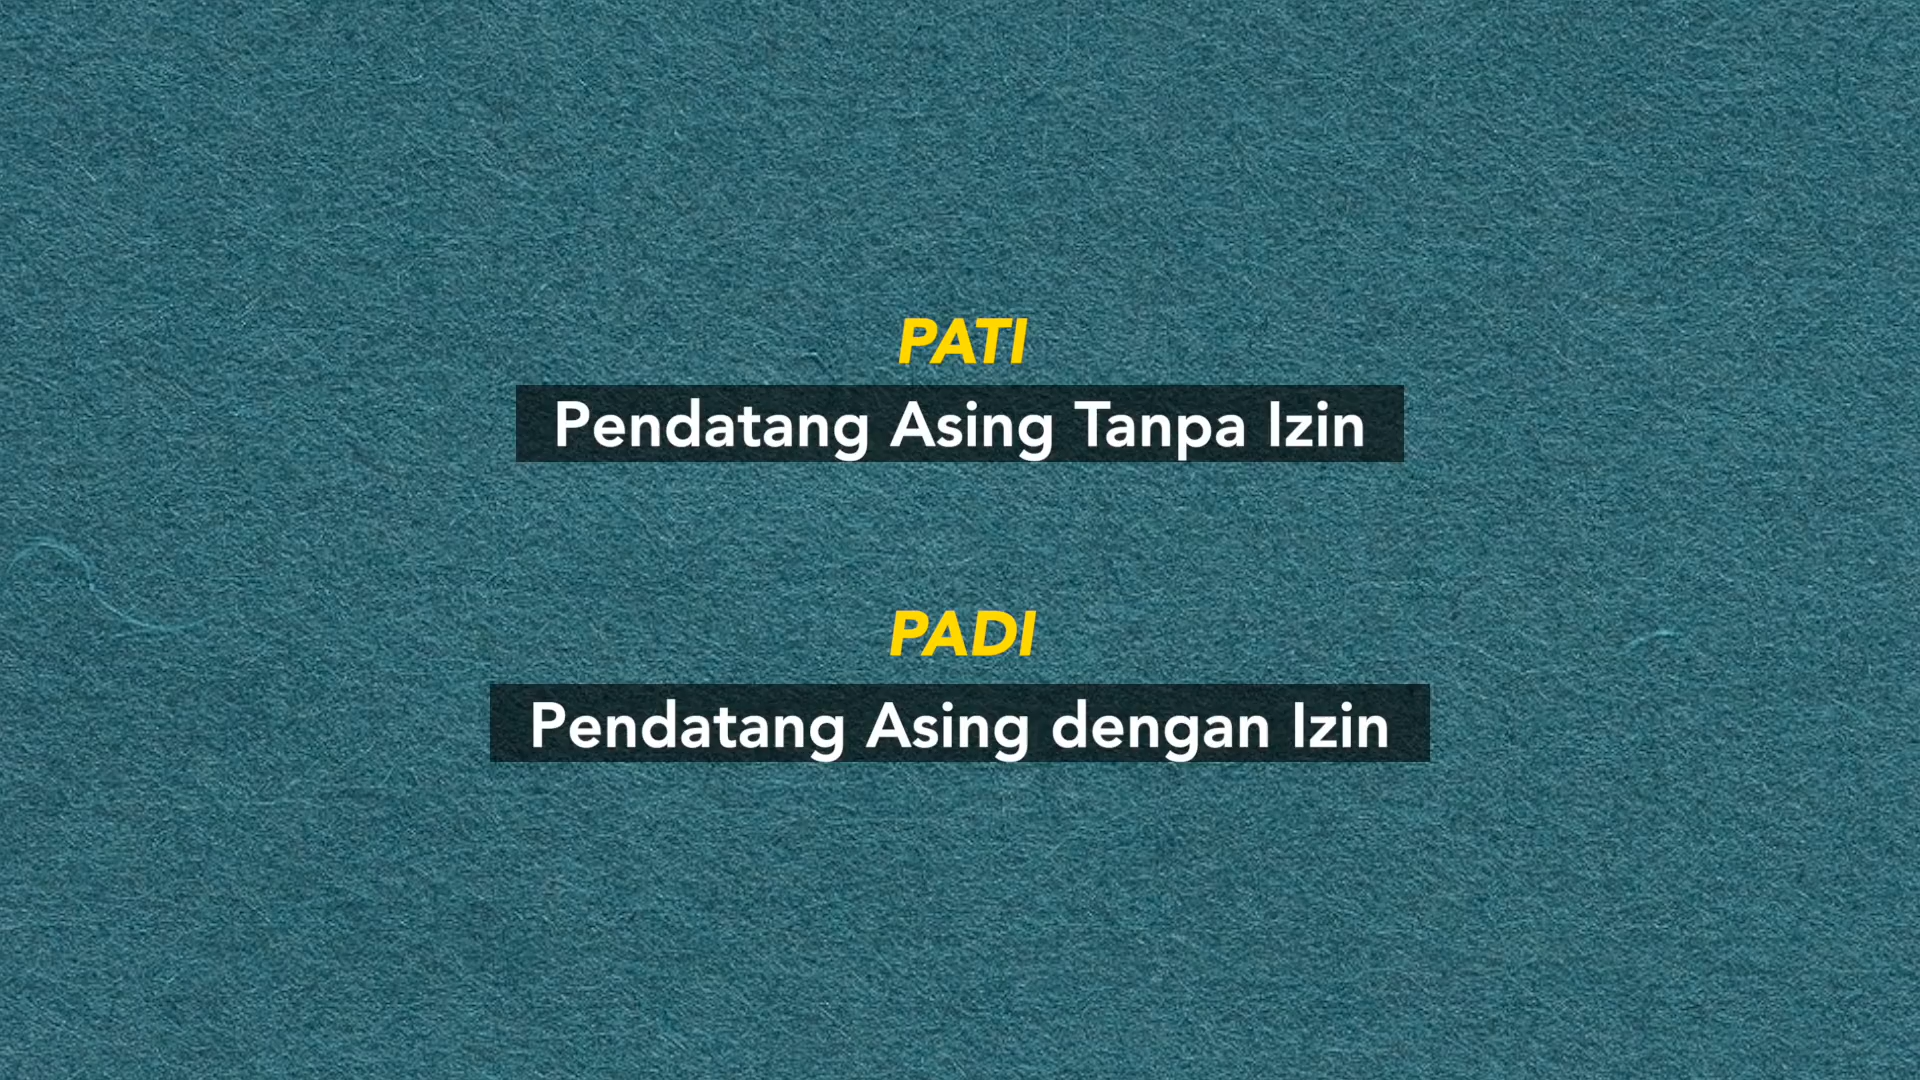 PATI
Pendatang Asing Tanpa Izin
PADI
Pendatang Asing dengan Izin